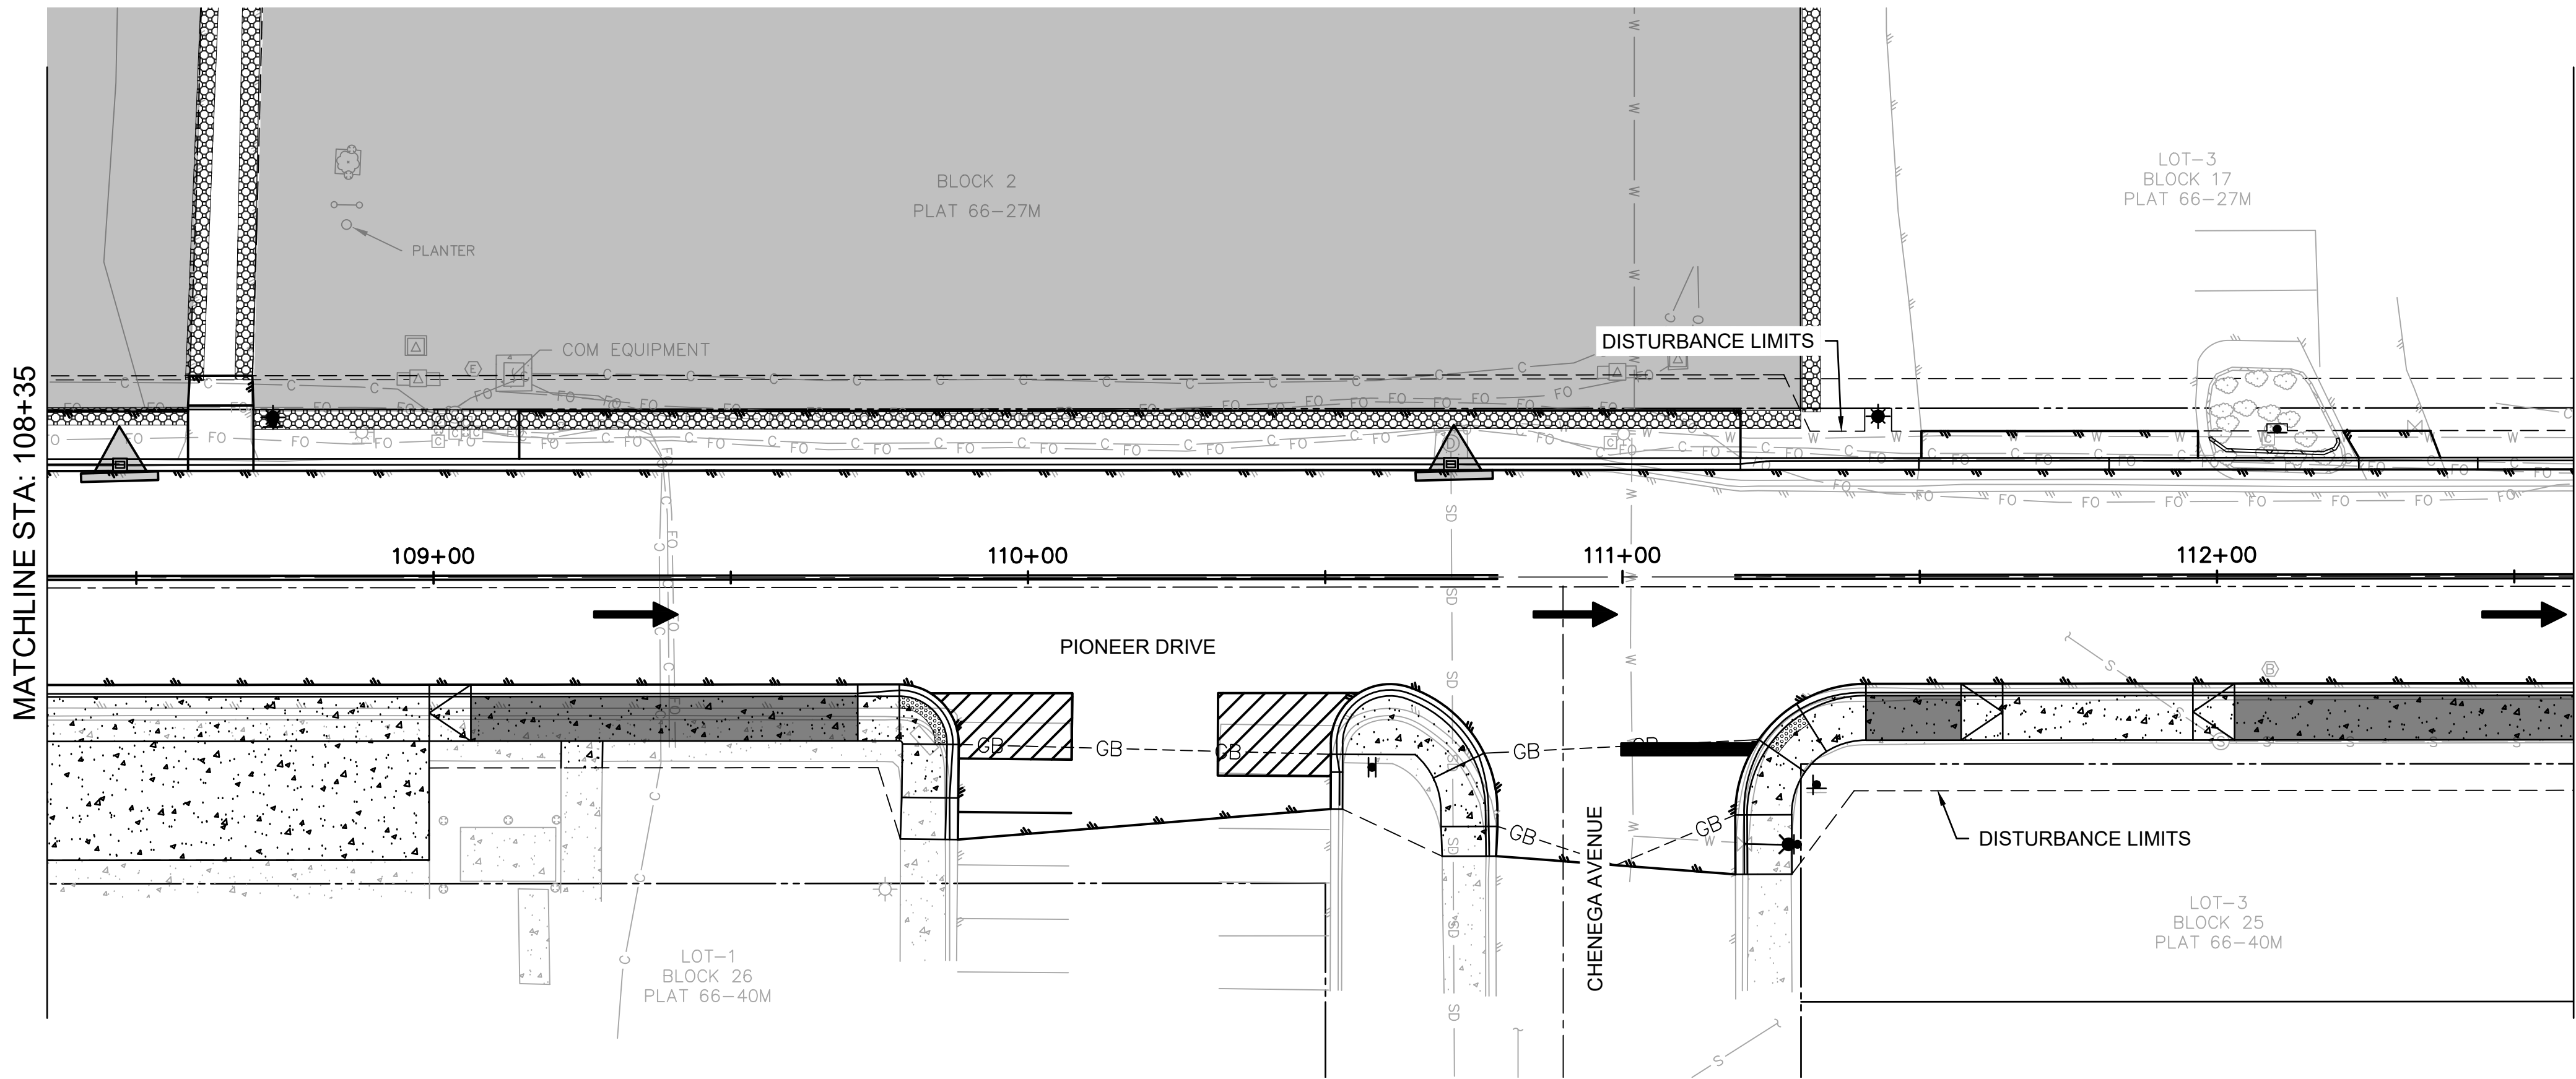 LOT-3
BLOCK 17
PLAT 66-27M
BLOCK 2
PLAT 66-27M
PLANTER
COM EQUIPMENT
DISTURBANCE LIMITS
MATCHLINE STA: 108+35
109+00
110+00
111+00
112+00
PIONEER DRIVE
GB
GB
GB
GB
GB
GB
GB
CHENEGA AVENUE
DISTURBANCE LIMITS
LOT-1
BLOCK 26
PLAT 66-40M
LOT-3
BLOCK 25
PLAT 66-40M